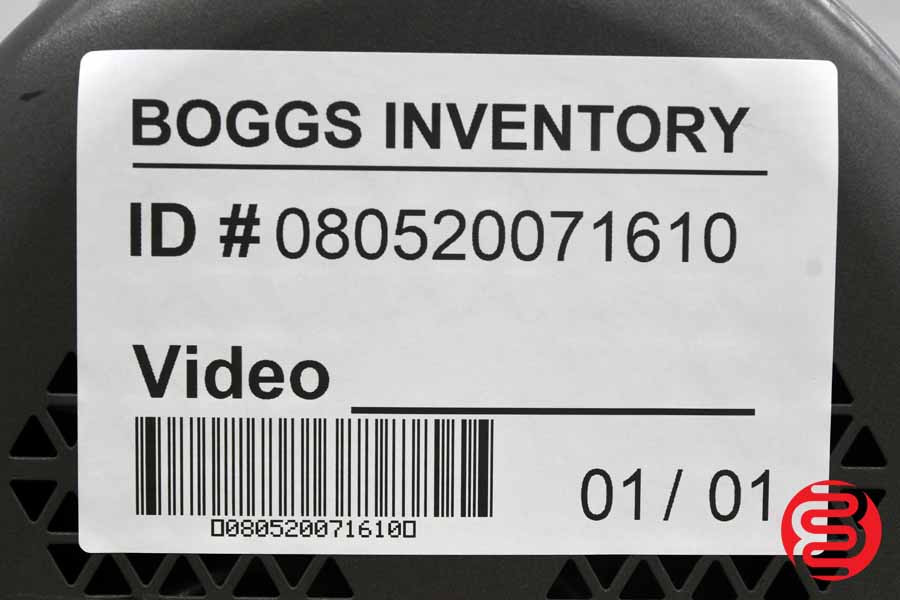 BOGGS INVENTORY
ID # 080520071610
Video
▯080520071610▯
01 / 01